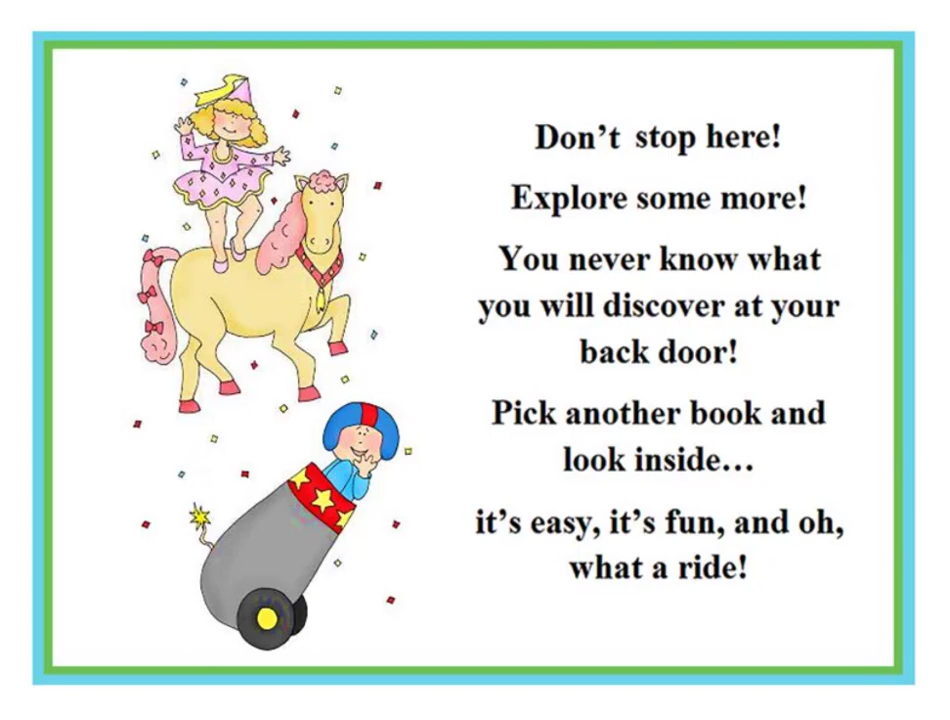 Don’t stop here!
Explore some more!
You never know what
you will discover at your
back door!
Pick another book and
look inside…
it’s easy, it’s fun, and oh,
what a ride!